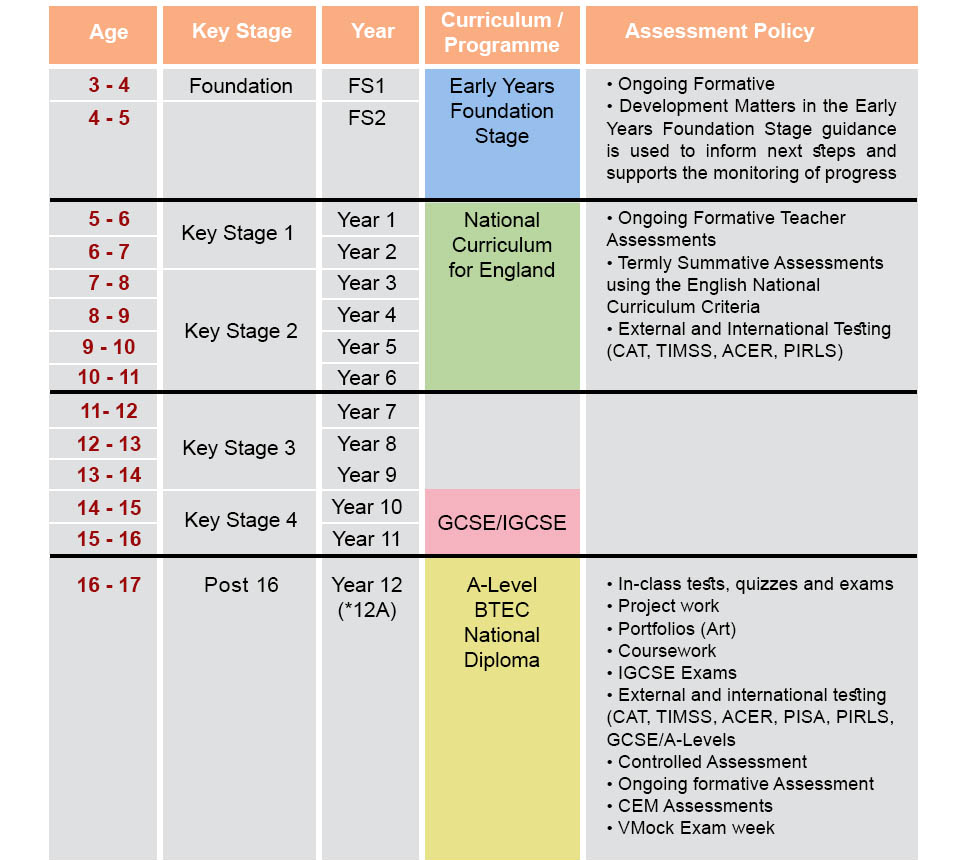 Age Key Stage Year Curriculum / Programme Assessment Policy
3 - 4 Foundation FS1 Early Years
4 - 5 FS2 Foundation
Stage
• Ongoing Formative
• Development Matters in the Early
Years Foundation Stage guidance
is used to inform next steps and
supports the monitoring of progress
5 - 6 Key Stage 1 Year 1 National
6 - 7 Year 2 Curriculum
for England
7 - 8 Key Stage 2 Year 3
8 - 9 Year 4
9 - 10 Year 5
10 - 11 Year 6
• Ongoing Formative Teacher
Assessments
• Termly Summative Assessments
using the English National
Curriculum Criteria
• External and International Testing
(CAT, TIMSS, ACER, PIRLS)
11- 12 Year 7
12 - 13 Key Stage 3 Year 8
13 - 14 Year 9
14 - 15 Key Stage 4 Year 10 GCSE/IGCSE
15 - 16 Year 11
16 - 17 Post 16 Year 12 A-Level
(*12A) BTEC
National
Diploma
• In-class tests, quizzes and exams
• Project work
• Portfolios (Art)
• Coursework
• IGCSE Exams
• External and international testing
(CAT, TIMSS, ACER, PISA, PIRLS,
GCSE/A-Levels
• Controlled Assessment
• Ongoing formative Assessment
• CEM Assessments
• VMock Exam week